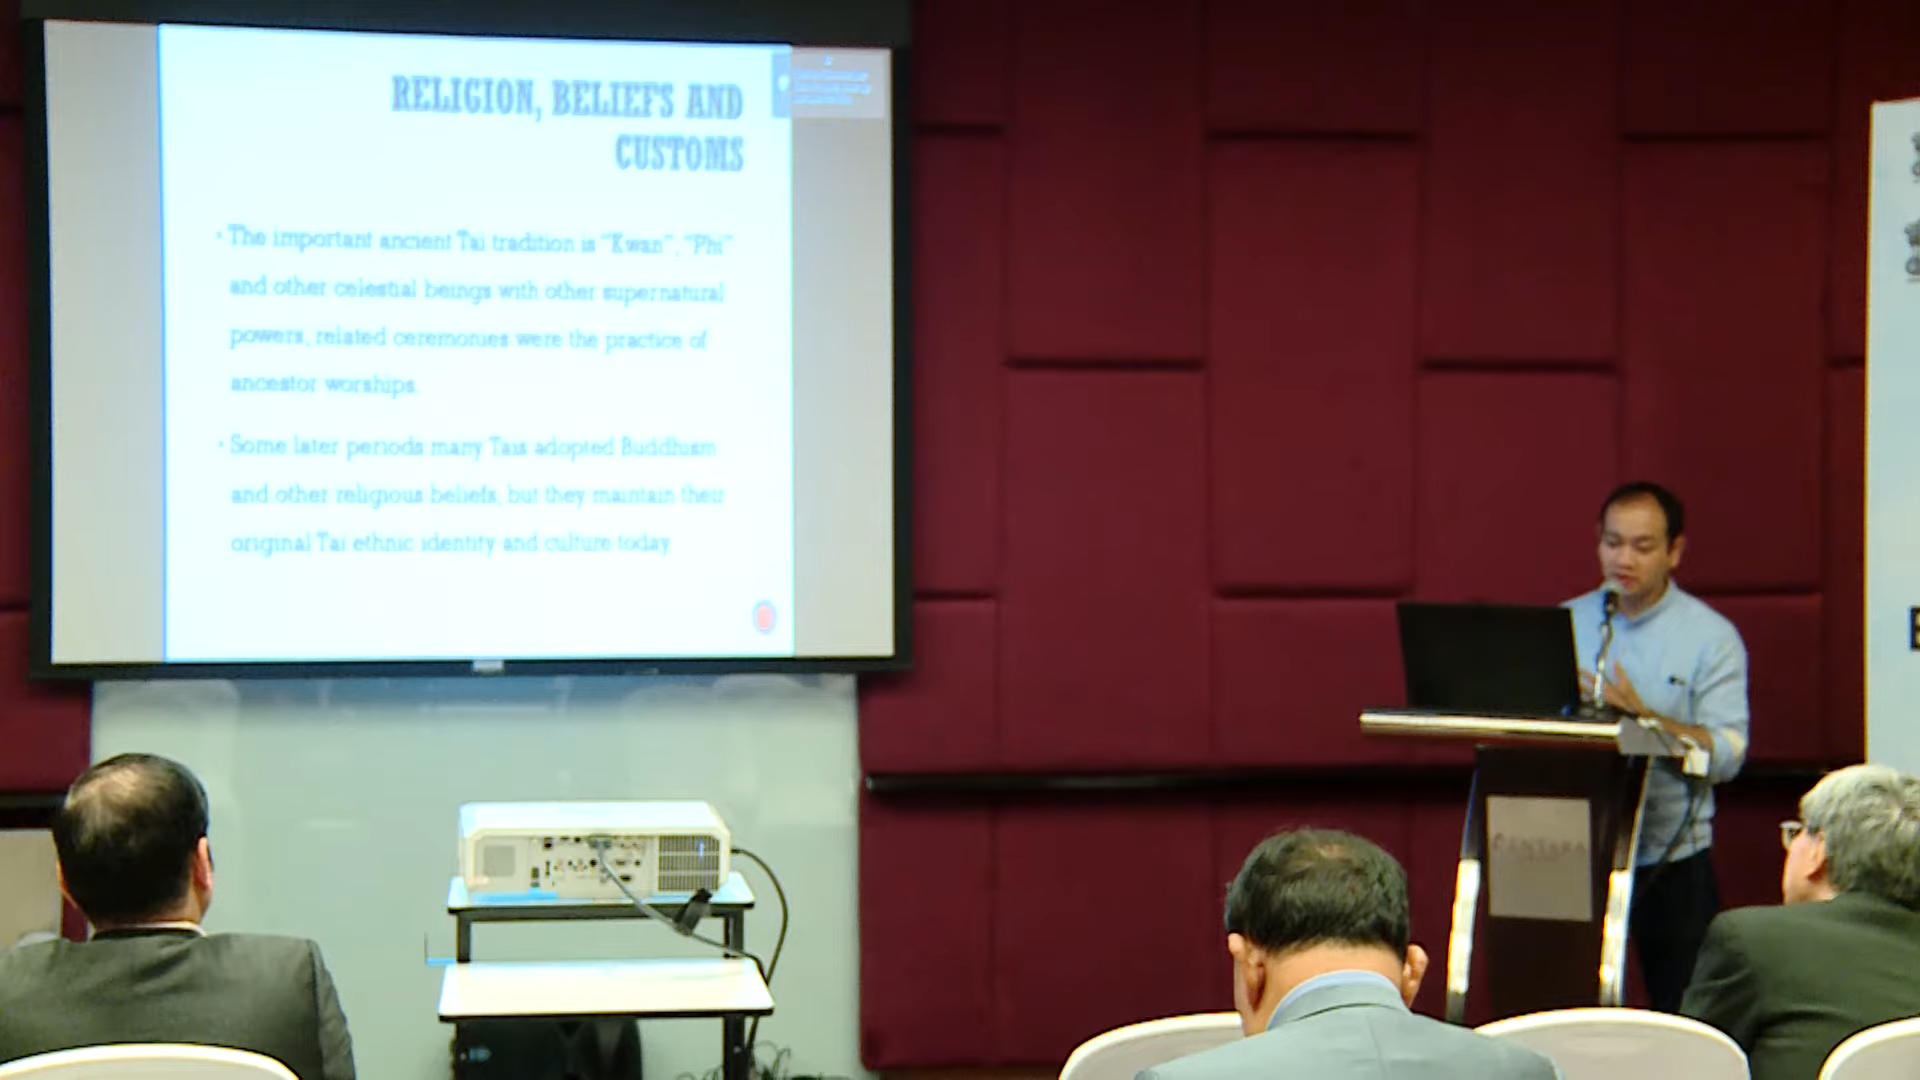 RELIGION, BELIEFS AND
CUSTOMS
• The important ancient Tai tradition is "Kwan", "Phi"
and other celestial beings with other supernatural
powers, related ceremonies were the practice of
ancestor worships.
• Some later periods many Tais adopted Buddhism
and other religious beliefs, but they maintain their
original Tai ethnic identity and culture today